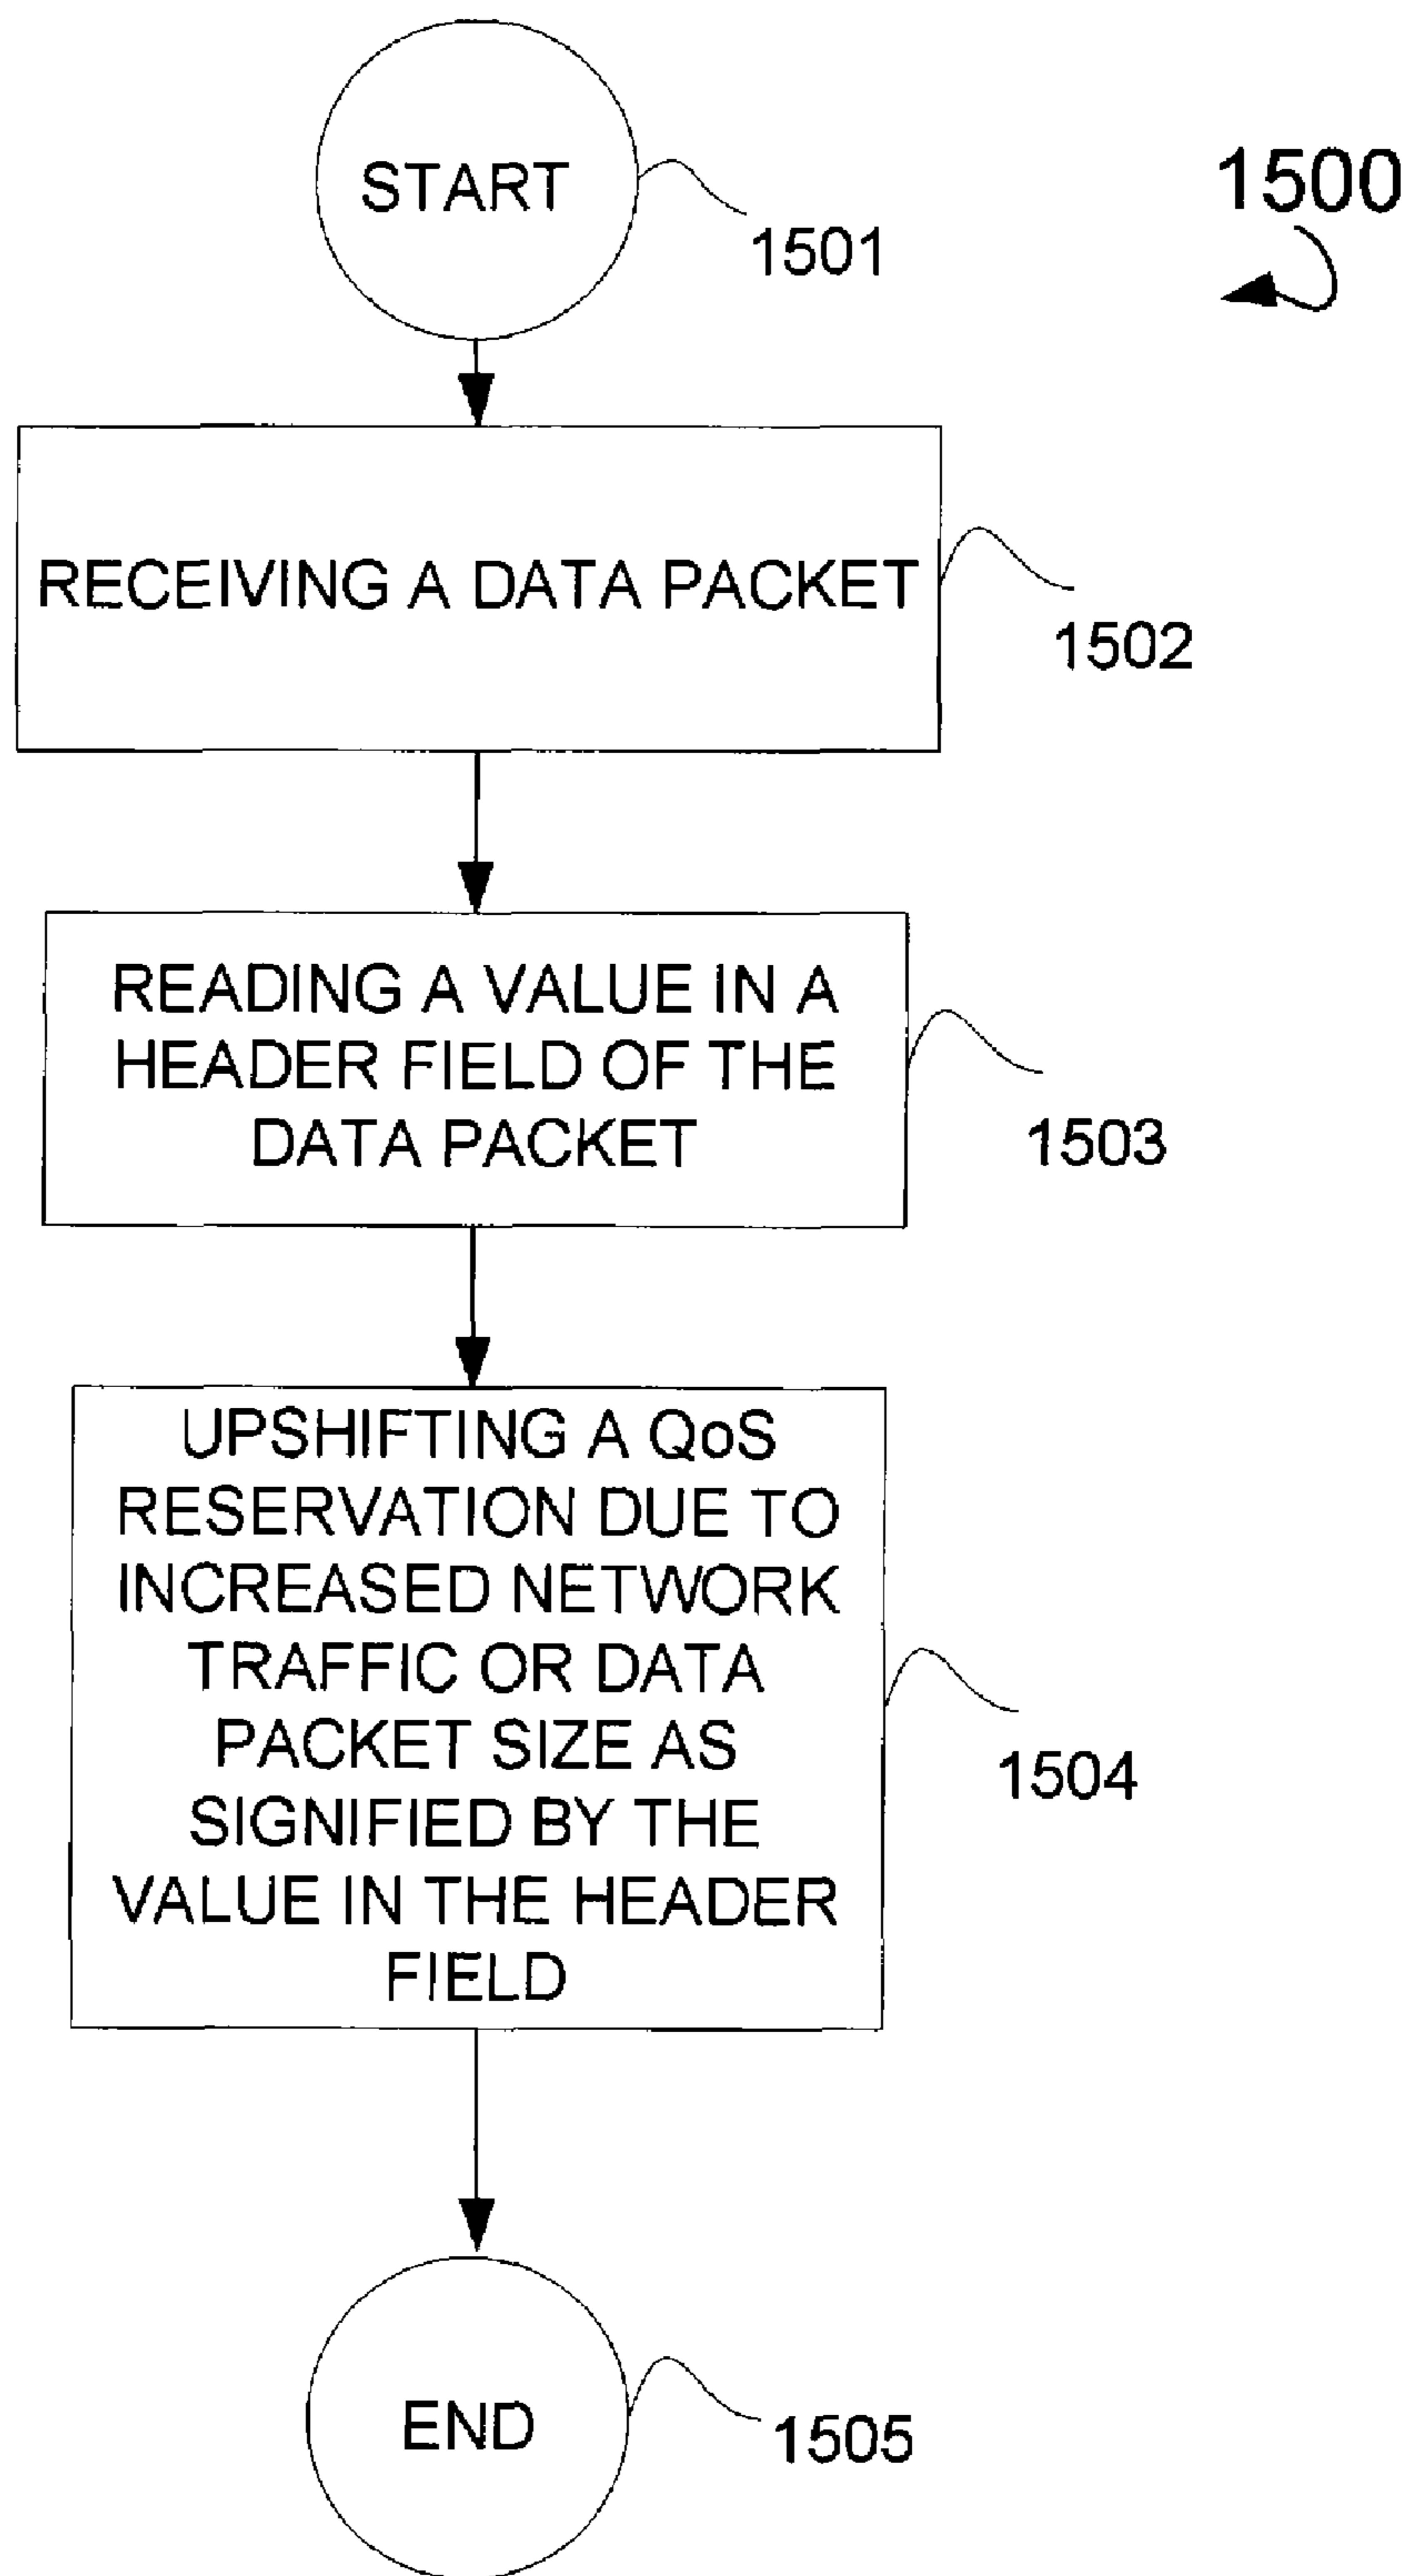 START
1500
1501
RECEIVING A DATA PACKET
1502
READING A VALUE IN A
HEADER FIELD OF THE
DATA PACKET
1503
UPSHIFTING A QoS
RESERVATION DUE TO
INCREASED NETWORK
TRAFFIC OR DATA
PACKET SIZE AS
SIGNIFIED BY THE
VALUE IN THE HEADER
FIELD
1504
END
1505